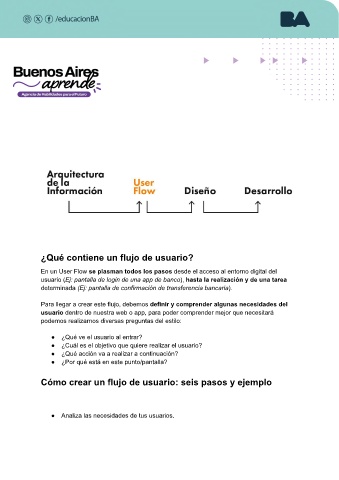 /educacionBA
BA
Buenos Aires
aprende
Agencia de Habilidades para el Futuro
Arquitectura
de la
Información
User
Flow
Diseño
Desarrollo
¿Qué contiene un flujo de usuario?
En un User Flow se plasman todos los pasos desde el acceso al entorno digital del
usuario (Ej: pantalla de login de una app de banco), hasta la realización y de una tarea
determinada (Ej: pantalla de confirmación de transferencia bancaria).
Para llegar a crear este flujo, debemos definir y comprender algunas necesidades del
usuario dentro de nuestra web o app, para poder comprender mejor que necesitará
podemos realizarnos diversas preguntas del estilo:
● ¿Qué ve el usuario al entrar?
● ¿Cuál es el objetivo que quiere realizar el usuario?
● ¿Qué acción va a realizar a continuación?
● ¿Por qué está en este punto/pantalla?
Cómo crear un flujo de usuario: seis pasos y ejemplo
● Analiza las necesidades de tus usuarios.